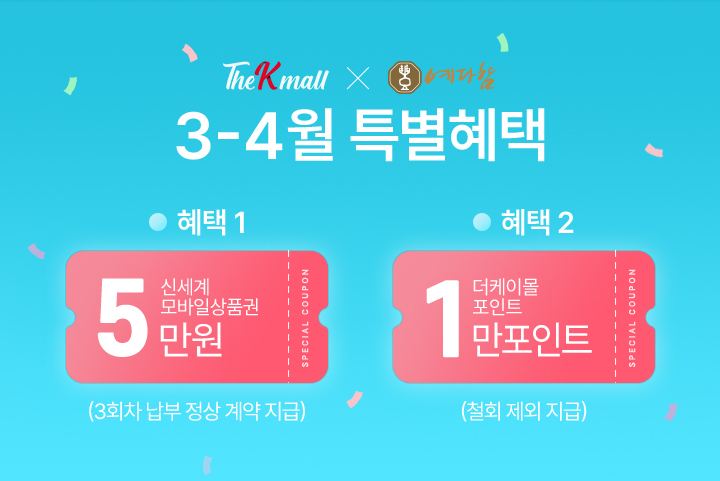 TheKmall × 예다함
3-4월 특별혜택
혜택 1
5 신세계
모바일상품권
만원
SPECIAL COUPON
(3회차 납부 정상 계약 지급)
혜택 2
1 더케이몰
포인트
만포인트
SPECIAL COUPON
(철회 제외 지급)